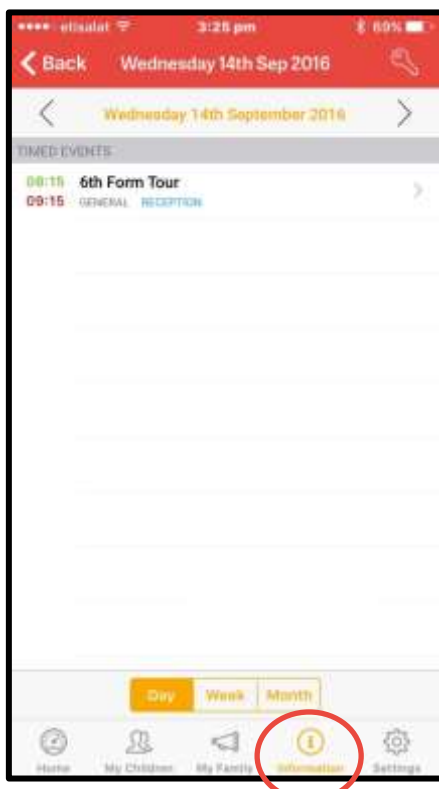 etisalat 3:25 pm 69%
Back Wednesday 14th Sep 2016
Wednesday 14th September 2016
TIMED EVENTS
08:15 6th Form Tour
09:15 GENERAL RECEPTION
Day Week Month
Home My Children My Family Information Settings